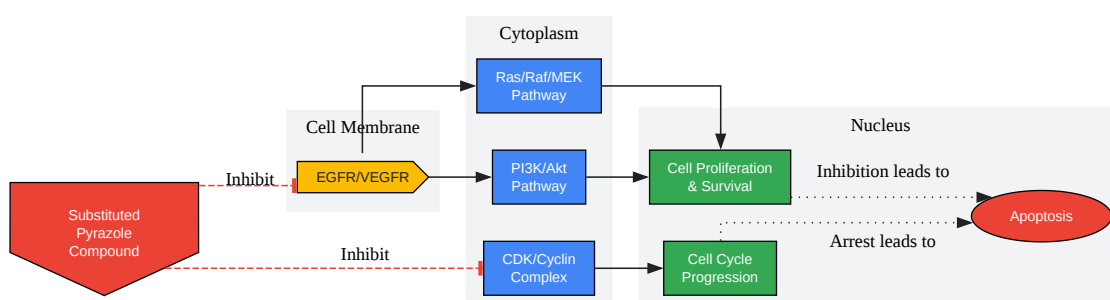 Cytoplasm
Ras/Raf/MEK
Pathway
Cell Membrane
Nucleus
EGFR/VEGFR
PI3K/Akt
Pathway
Cell Proliferation
& Survival
Inhibition leads to
Inhibit
Substituted
Pyrazole
Compound
Apoptosis
Arrest leads to
Inhibit
CDK/Cyclin
Complex
Cell Cycle
Progression